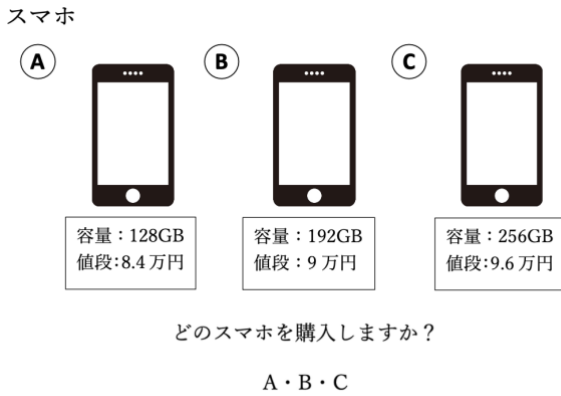 スマホ
A
B
C
容量：128GB
値段:8.4 万円
容量：192GB
値段：9 万円
容量：256GB
値段:9.6 万円
どのスマホを購入しますか？
A・B・C